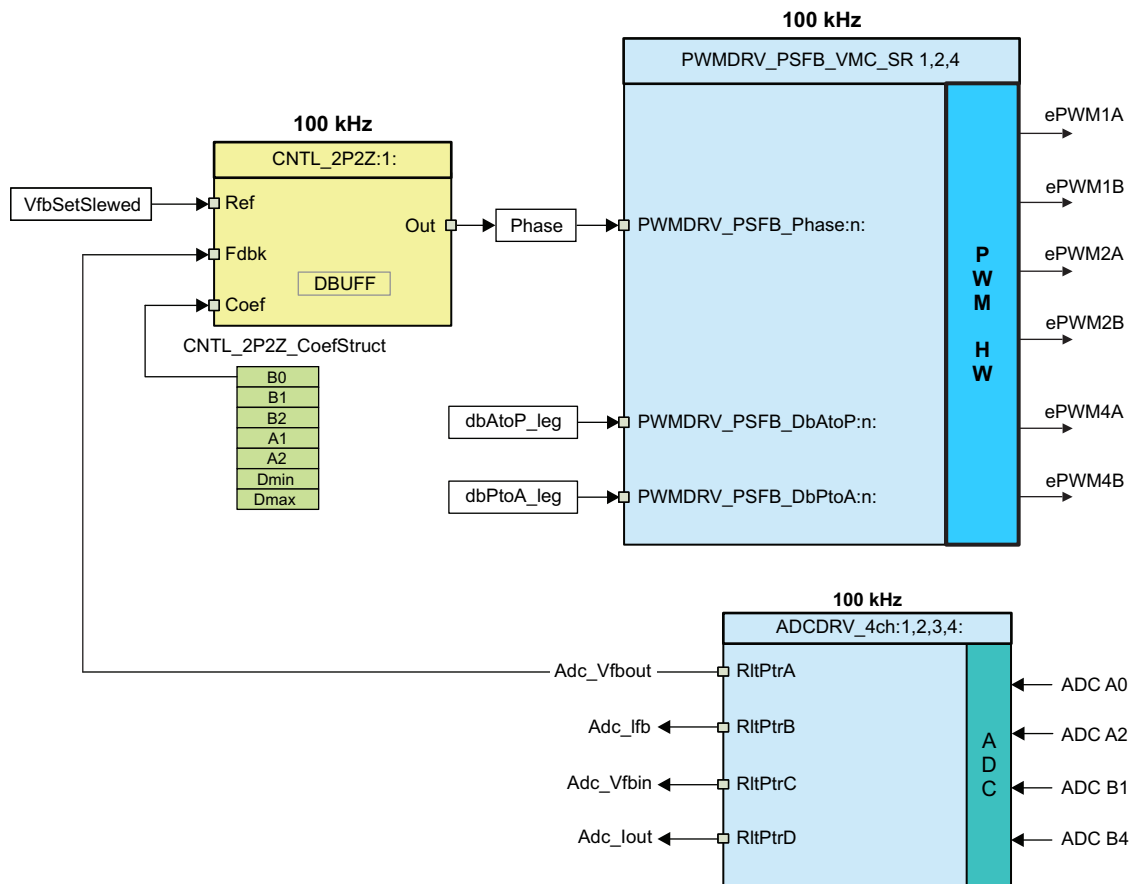 100 kHz
PWMDRV_PSFB_VMC_SR 1,2,4
PWMDRV_PSFB_Phase:n:
PWMDRV_PSFB_DbAtoP:n:
PWMDRV_PSFB_DbPtoA:n:
PWM HW
ePWM1A
ePWM1B
ePWM2A
ePWM2B
ePWM4A
ePWM4B
100 kHz
CNTL_2P2Z:1:
VfbSetSlewed
Ref
Fdbk
Coef
Out
DBUFF
Phase
CNTL_2P2Z_CoefStruct
B0
B1
B2
A1
A2
Dmin
Dmax
dbAtoP_leg
dbPtoA_leg
100 kHz
ADCDRV_4ch:1,2,3,4:
Adc_Vfbout
RltPtrA
Adc_Ifb
RltPtrB
Adc_Vfbin
RltPtrC
Adc_Iout
RltPtrD
ADC
ADC A0
ADC A2
ADC B1
ADC B4